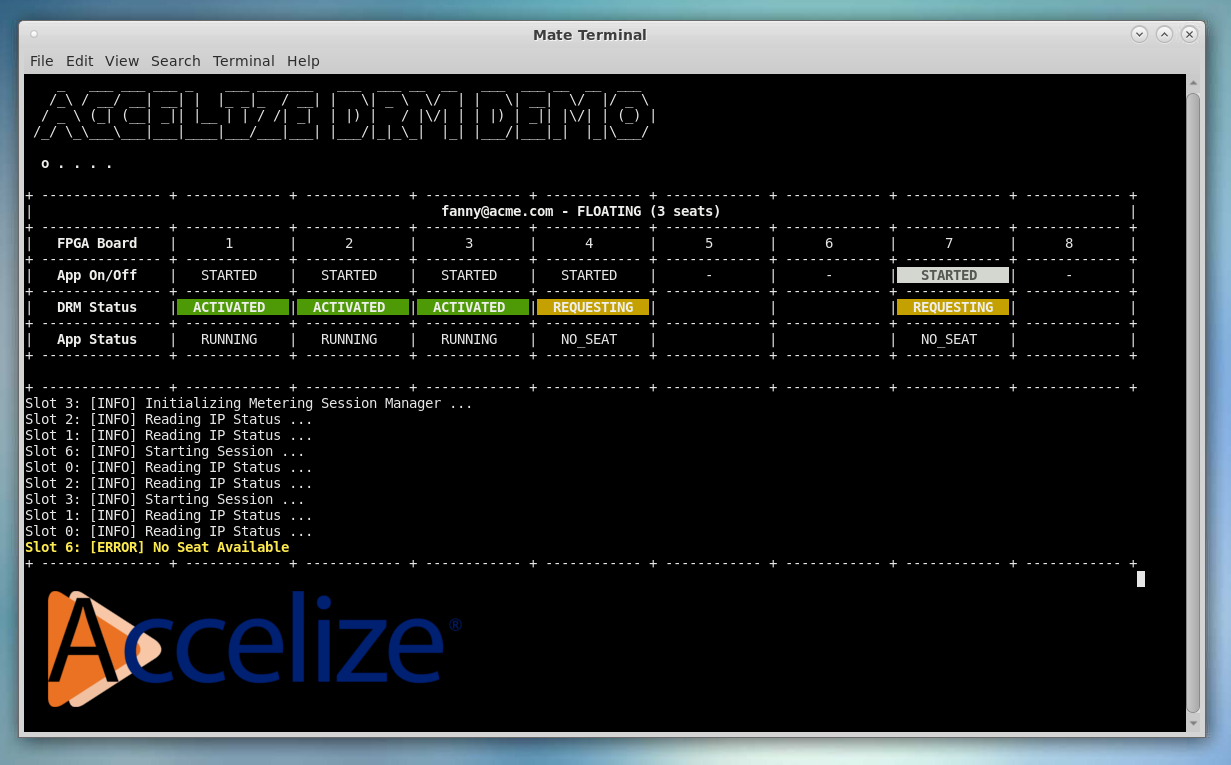 Mate Terminal
File Edit View Search Terminal Help
ACCELIZE DRM DEMO
o . . . .
fanny@acme.com - FLOATING (3 seats)
FPGA Board | 1 | 2 | 3 | 4 | 5 | 6 | 7 | 8 |
App On/Off | STARTED | STARTED | STARTED | STARTED | - | - | STARTED | - |
DRM Status | ACTIVATED | ACTIVATED | ACTIVATED | REQUESTING | | | REQUESTING | |
App Status | RUNNING | RUNNING | RUNNING | NO_SEAT | | | NO_SEAT | |
Slot 3: [INFO] Initializing Metering Session Manager ...
Slot 2: [INFO] Reading IP Status ...
Slot 1: [INFO] Reading IP Status ...
Slot 6: [INFO] Starting Session ...
Slot 0: [INFO] Reading IP Status ...
Slot 2: [INFO] Reading IP Status ...
Slot 3: [INFO] Starting Session ...
Slot 1: [INFO] Reading IP Status ...
Slot 0: [INFO] Reading IP Status ...
Slot 6: [ERROR] No Seat Available
Accelize®